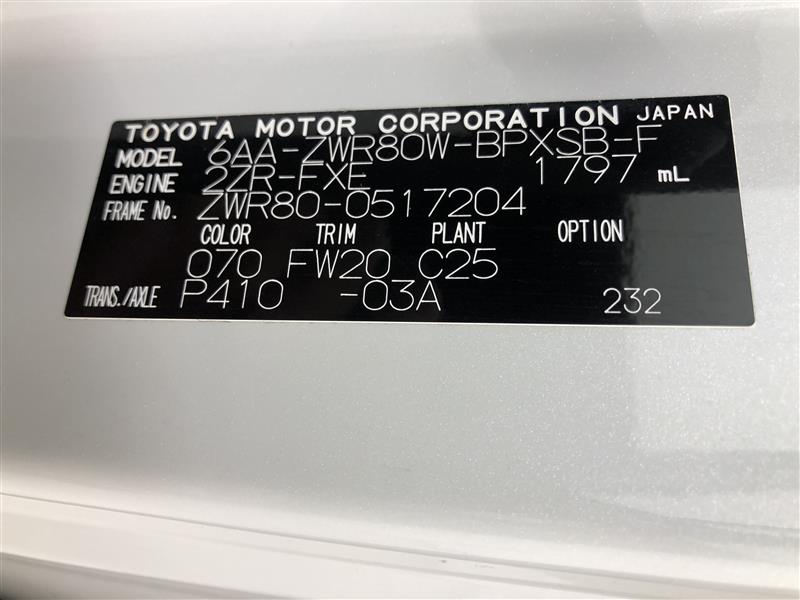 TOYOTA MOTOR CORPORATION JAPAN
MODEL 6AA-ZWR80W-BPXSB-F
ENGINE 2ZR-FXE 1797 mL
FRAME No. ZWR80-0517204
COLOR TRIM PLANT OPTION
070 FW20 C25
TRANS./AXLE P410 -03A 232